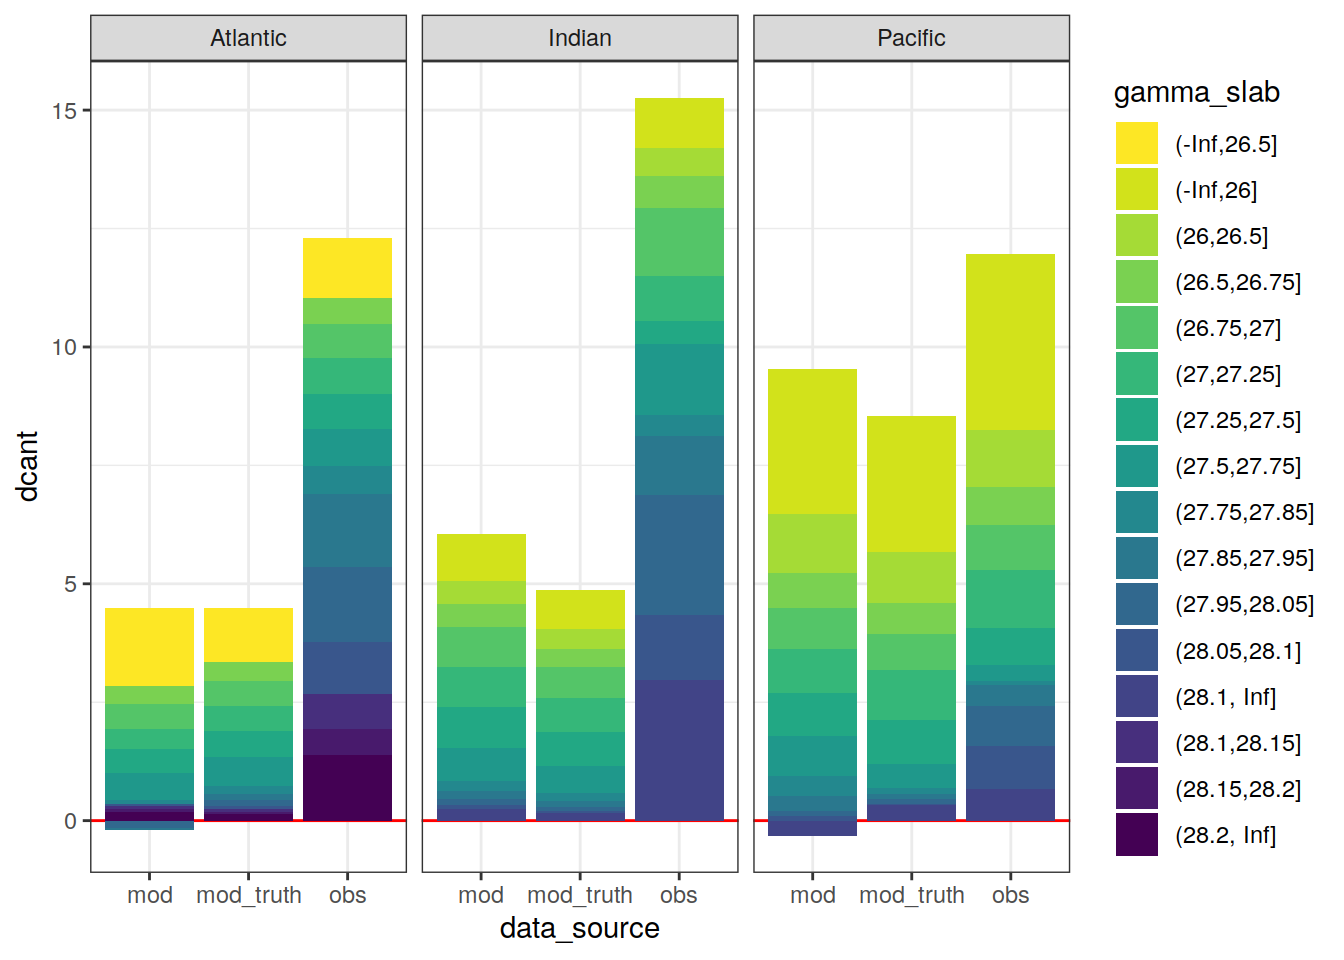 Atlantic
Indian
Pacific
15
10
5
0
dcant
mod
mod_truth
obs
mod
mod_truth
obs
mod
mod_truth
obs
data_source
gamma_slab
(-Inf,26.5]
(-Inf,26]
(26,26.5]
(26.5,26.75]
(26.75,27]
(27,27.25]
(27.25,27.5]
(27.5,27.75]
(27.75,27.85]
(27.85,27.95]
(27.95,28.05]
(28.05,28.1]
(28.1, Inf]
(28.1,28.15]
(28.15,28.2]
(28.2, Inf]